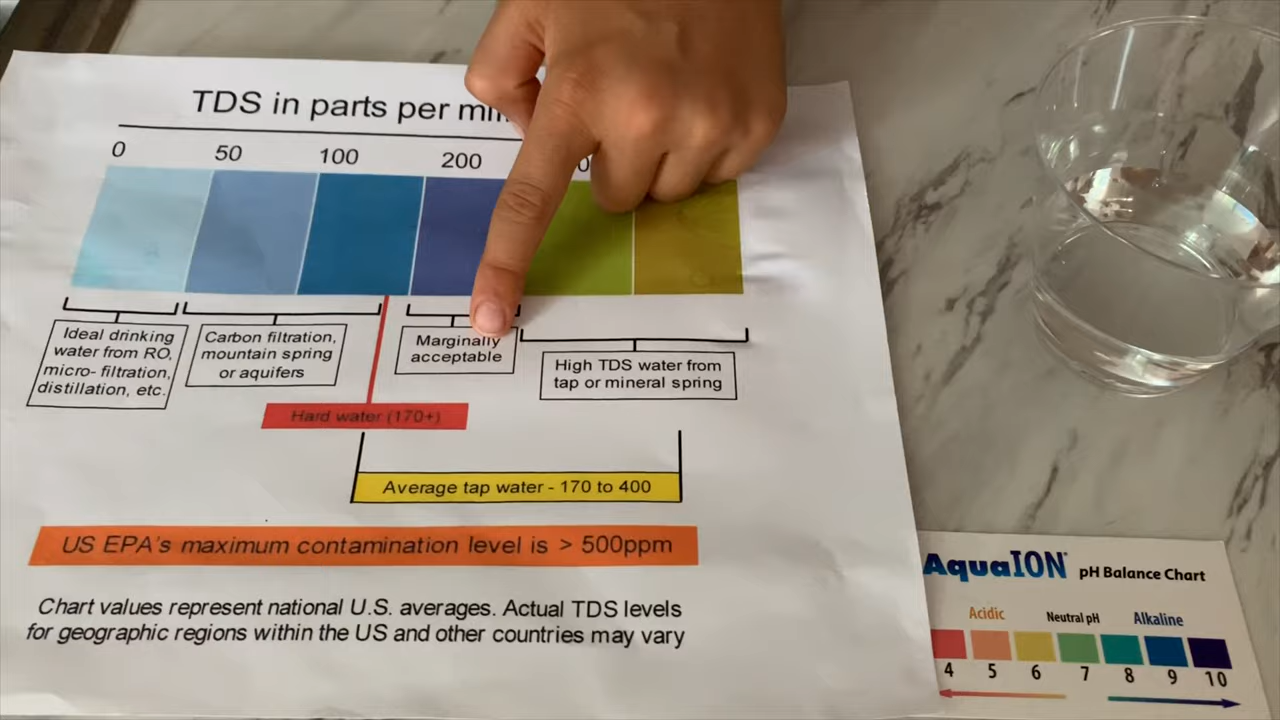 TDS in parts per
0 50 100 200
Ideal drinking
water from RO,
micro-filtration,
distillation, etc.
Carbon filtration,
mountain spring
or aquifers
Marginally
acceptable
High TDS water from
tap or mineral spring
Hard water (170+)
Average tap water - 170 to 400
US EPA's maximum contamination level is > 500ppm
Chart values represent national U.S. averages. Actual TDS levels
for geographic regions within the US and other countries may vary
AquaION® pH Balance Chart
Acidic Neutral pH Alkaline
4 5 6 7 8 9 10